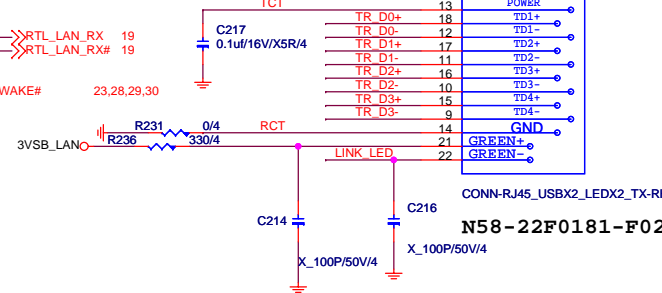 TCT 13 POWER
TR_D0+ 18 TD1+
C217
RTL_LAN_RX 19 TR_D0- 12 TD1-
0.1uf/16V/X5R/4
RTL_LAN_RX# 19 TR_D1+ 17 TD2+
TR_D1- 11 TD2-
TR_D2+ 16 TD3+
WAKE# 23,28,29,30 TR_D2- 10 TD3-
TR_D3+ 15 TD4+
TR_D3- 9 TD4-
R231 0/4 RCT 14 GND
3VSB_LAN R236 330/4 21 GREEN+
LINK_LED 22 GREEN-
CONN-RJ45_USBX2_LEDX2_TX-R
C214 C216
N58-22F0181-F02
X_100P/50V/4 X_100P/50V/4